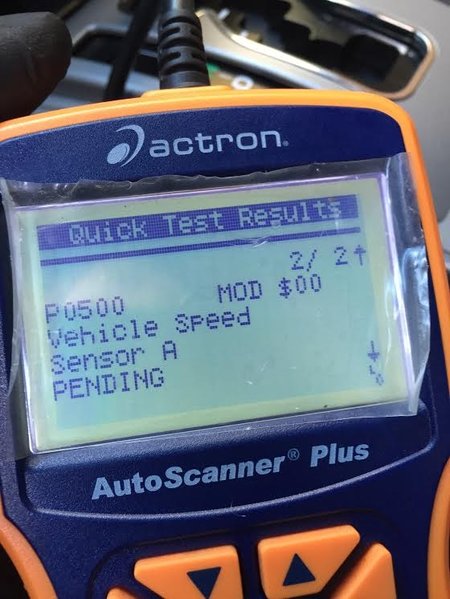 actron®
Quick Test Results
2/ 2↑
P0500 MOD $00
Vehicle Speed
Sensor A
PENDING
AutoScanner® Plus